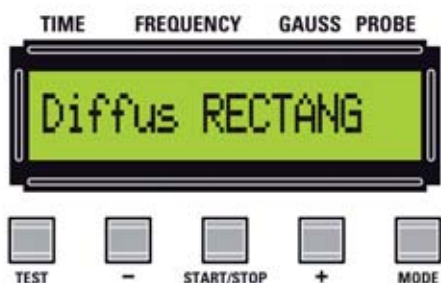 TIME FREQUENCY GAUSS PROBE
Diffus RECTANG
TEST - START/STOP + MODE